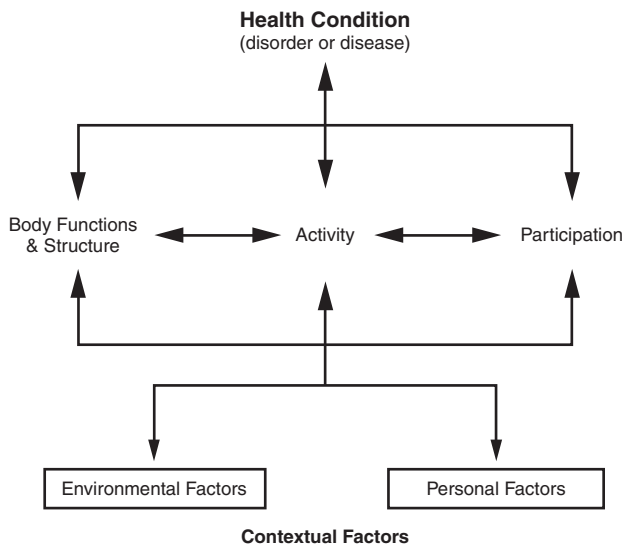 Health Condition
(disorder or disease)
Body Functions
& Structure
Activity
Participation
Environmental Factors
Personal Factors
Contextual Factors